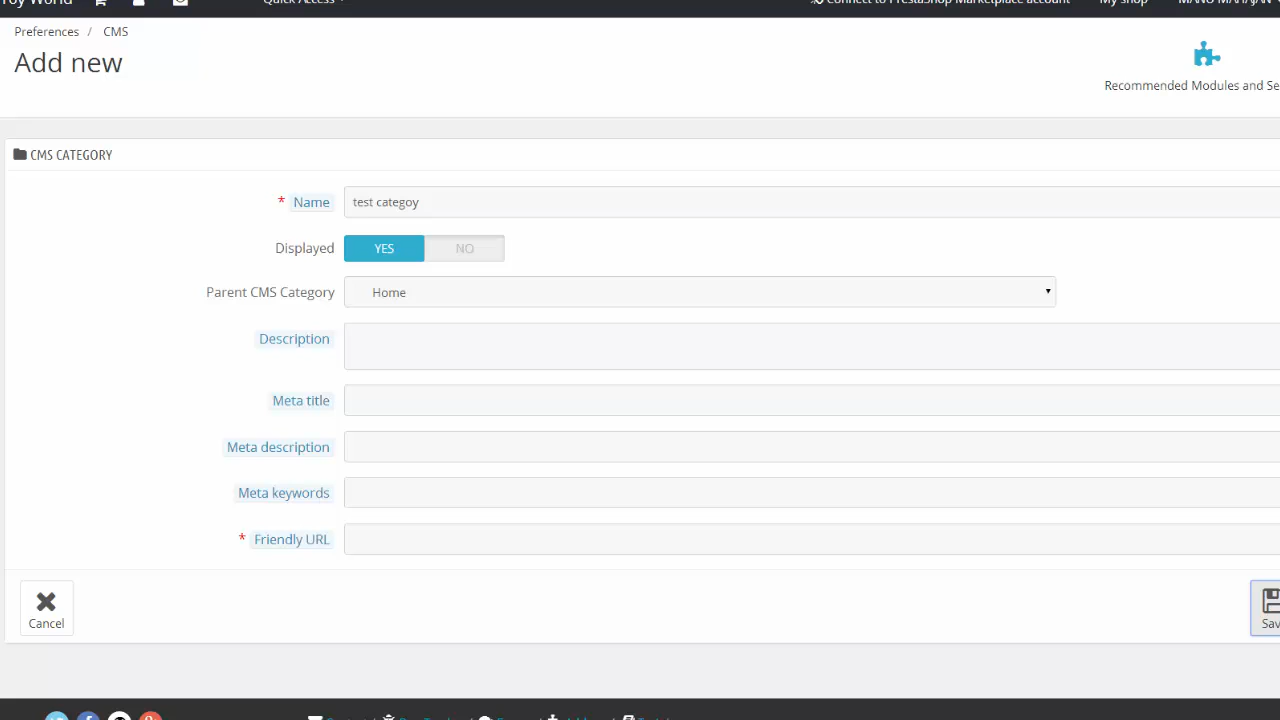 Toy World Quick Access Connect to PrestaShop Marketplace account My shop
Preferences / CMS
Add new
Recommended Modules and Se
CMS CATEGORY
* Name test categoy
Displayed YES NO
Parent CMS Category Home
Description
Meta title
Meta description
Meta keywords
* Friendly URL
Cancel Sav